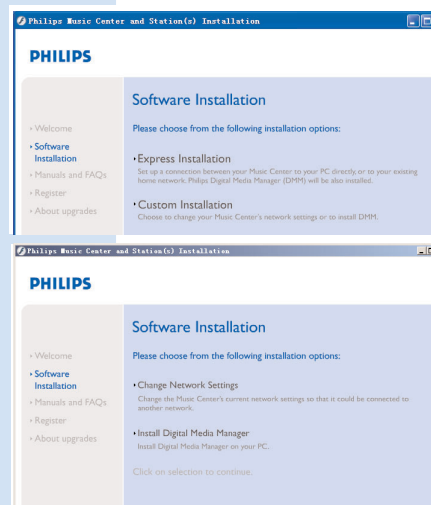 Philips Music Center and Station(s) Installation
PHILIPS
Software Installation
Please choose from the following installation options:
• Welcome
• Software
Installation
• Manuals and FAQs
• Register
• About upgrades
• Express Installation
Set up a connection between your Music Center to your PC directly, or to your existing
home network. Philips Digital Media Manager (DMM) will be also installed.
• Custom Installation
Choose to change your Music Center's network settings or to install DMM.
Philips Music Center and Station(s) Installation
PHILIPS
Software Installation
Please choose from the following installation options:
• Welcome
• Software
Installation
• Manuals and FAQs
• Register
• About upgrades
• Change Network Settings
Change the Music Center's current network settings so that it could be connected to
another network.
• Install Digital Media Manager
Install Digital Media Manager on your PC.
Click on selection to continue.